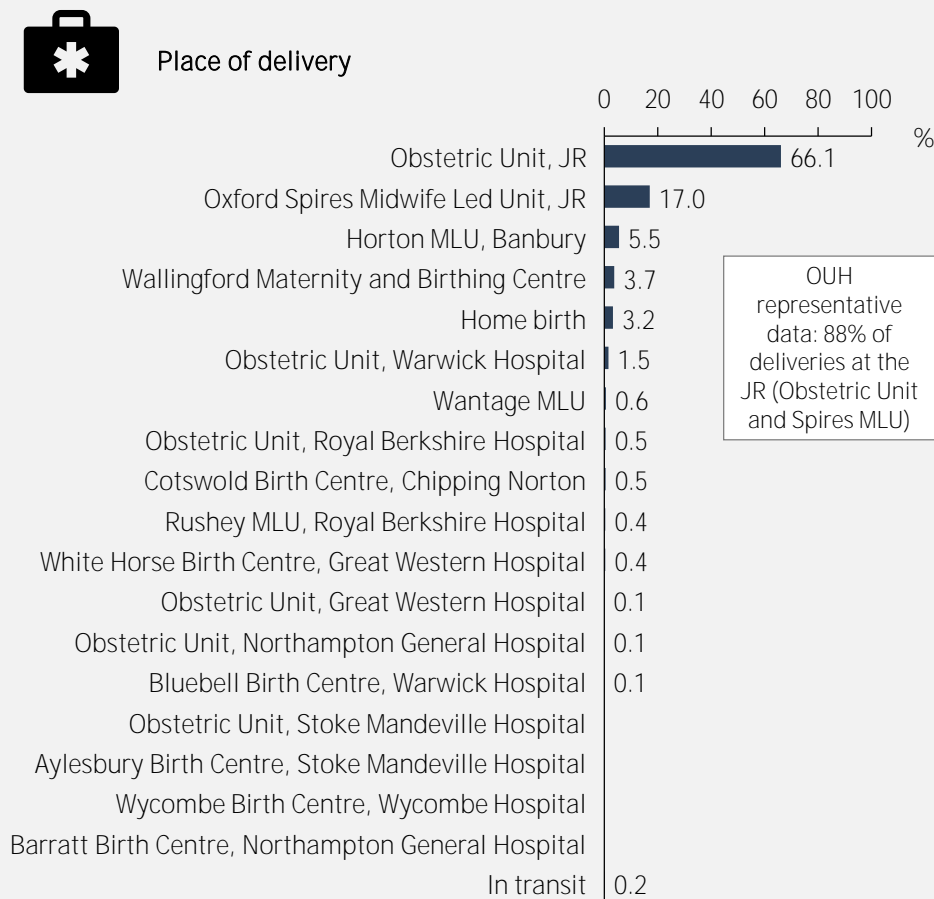 Place of delivery
0 20 40 60 80 100
%
Obstetric Unit, JR 66.1
Oxford Spires Midwife Led Unit, JR 17.0
Horton MLU, Banbury 5.5
Wallingford Maternity and Birthing Centre 3.7
Home birth 3.2
Obstetric Unit, Warwick Hospital 1.5
Wantage MLU 0.6
Obstetric Unit, Royal Berkshire Hospital 0.5
Cotswold Birth Centre, Chipping Norton 0.5
Rushey MLU, Royal Berkshire Hospital 0.4
White Horse Birth Centre, Great Western Hospital 0.4
Obstetric Unit, Great Western Hospital 0.1
Obstetric Unit, Northampton General Hospital 0.1
Bluebell Birth Centre, Warwick Hospital 0.1
Obstetric Unit, Stoke Mandeville Hospital
Aylesbury Birth Centre, Stoke Mandeville Hospital
Wycombe Birth Centre, Wycombe Hospital
Barratt Birth Centre, Northampton General Hospital
In transit 0.2
OUH
representative
data: 88% of
deliveries at the
JR (Obstetric Unit
and Spires MLU)